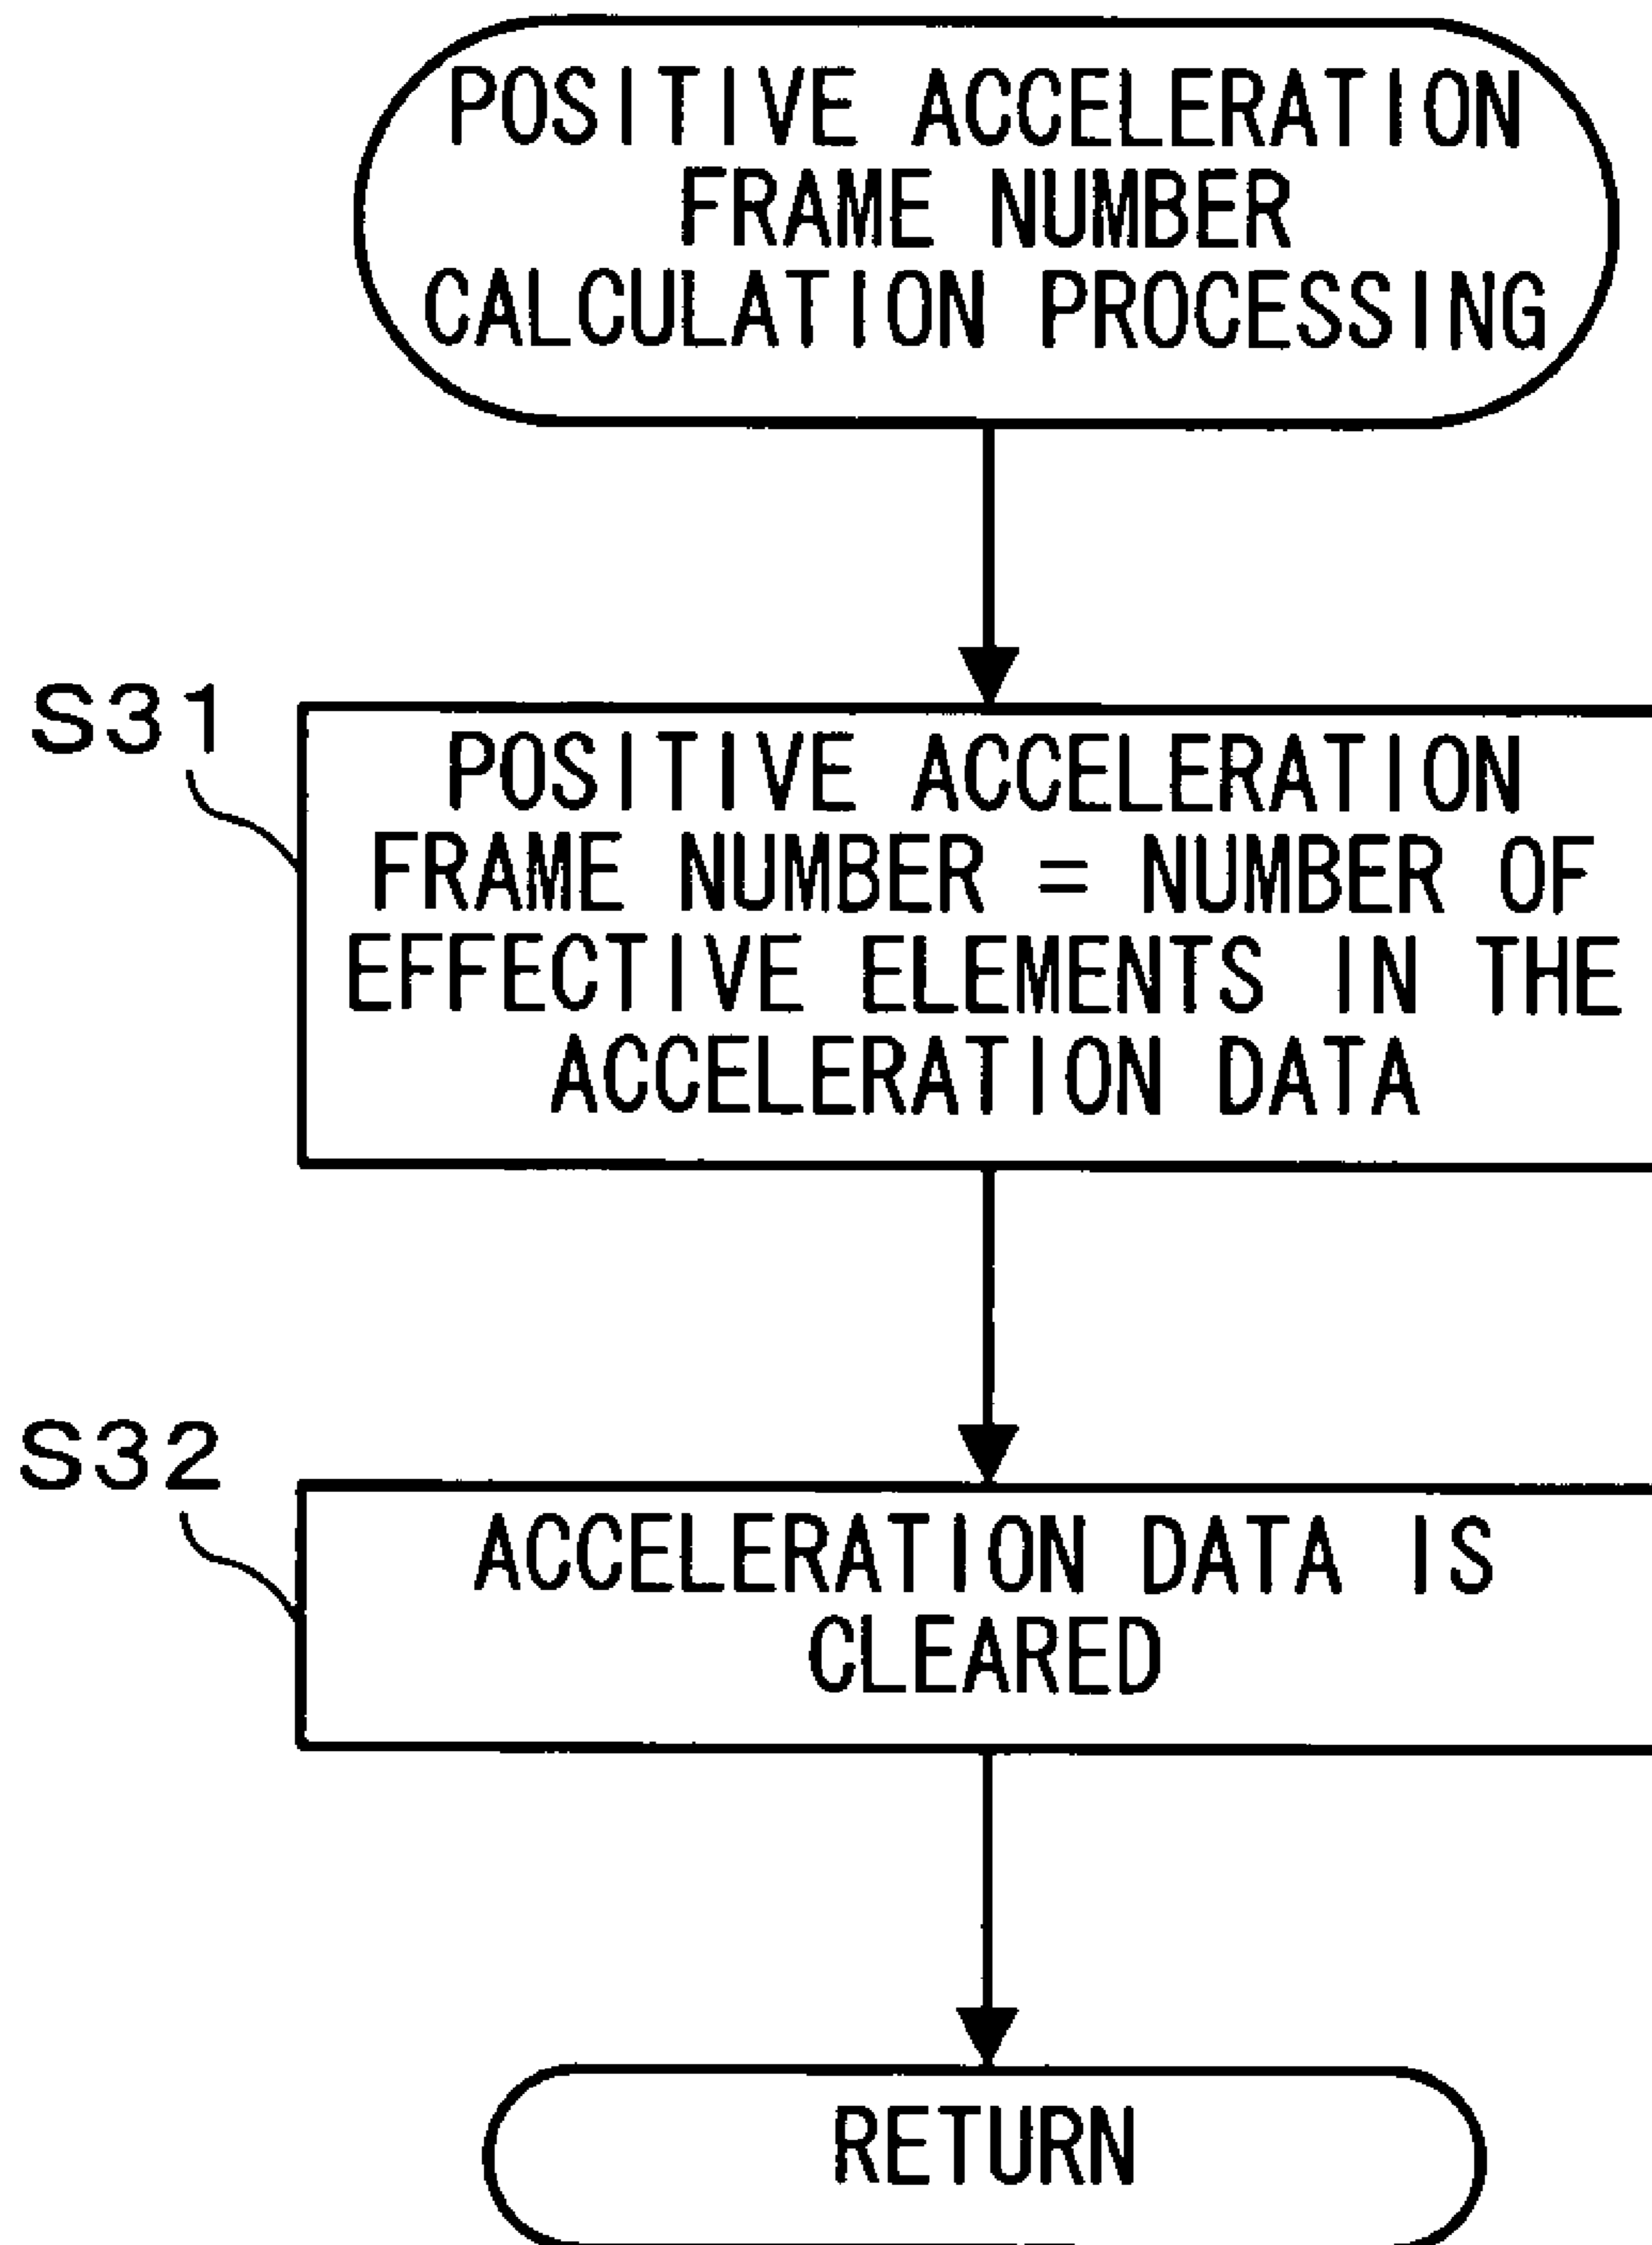 POSITIVE ACCELERATION
FRAME NUMBER
CALCULATION PROCESSING
S31
POSITIVE ACCELERATION
FRAME NUMBER = NUMBER OF
EFFECTIVE ELEMENTS IN THE
ACCELERATION DATA
S32
ACCELERATION DATA IS
CLEARED
RETURN